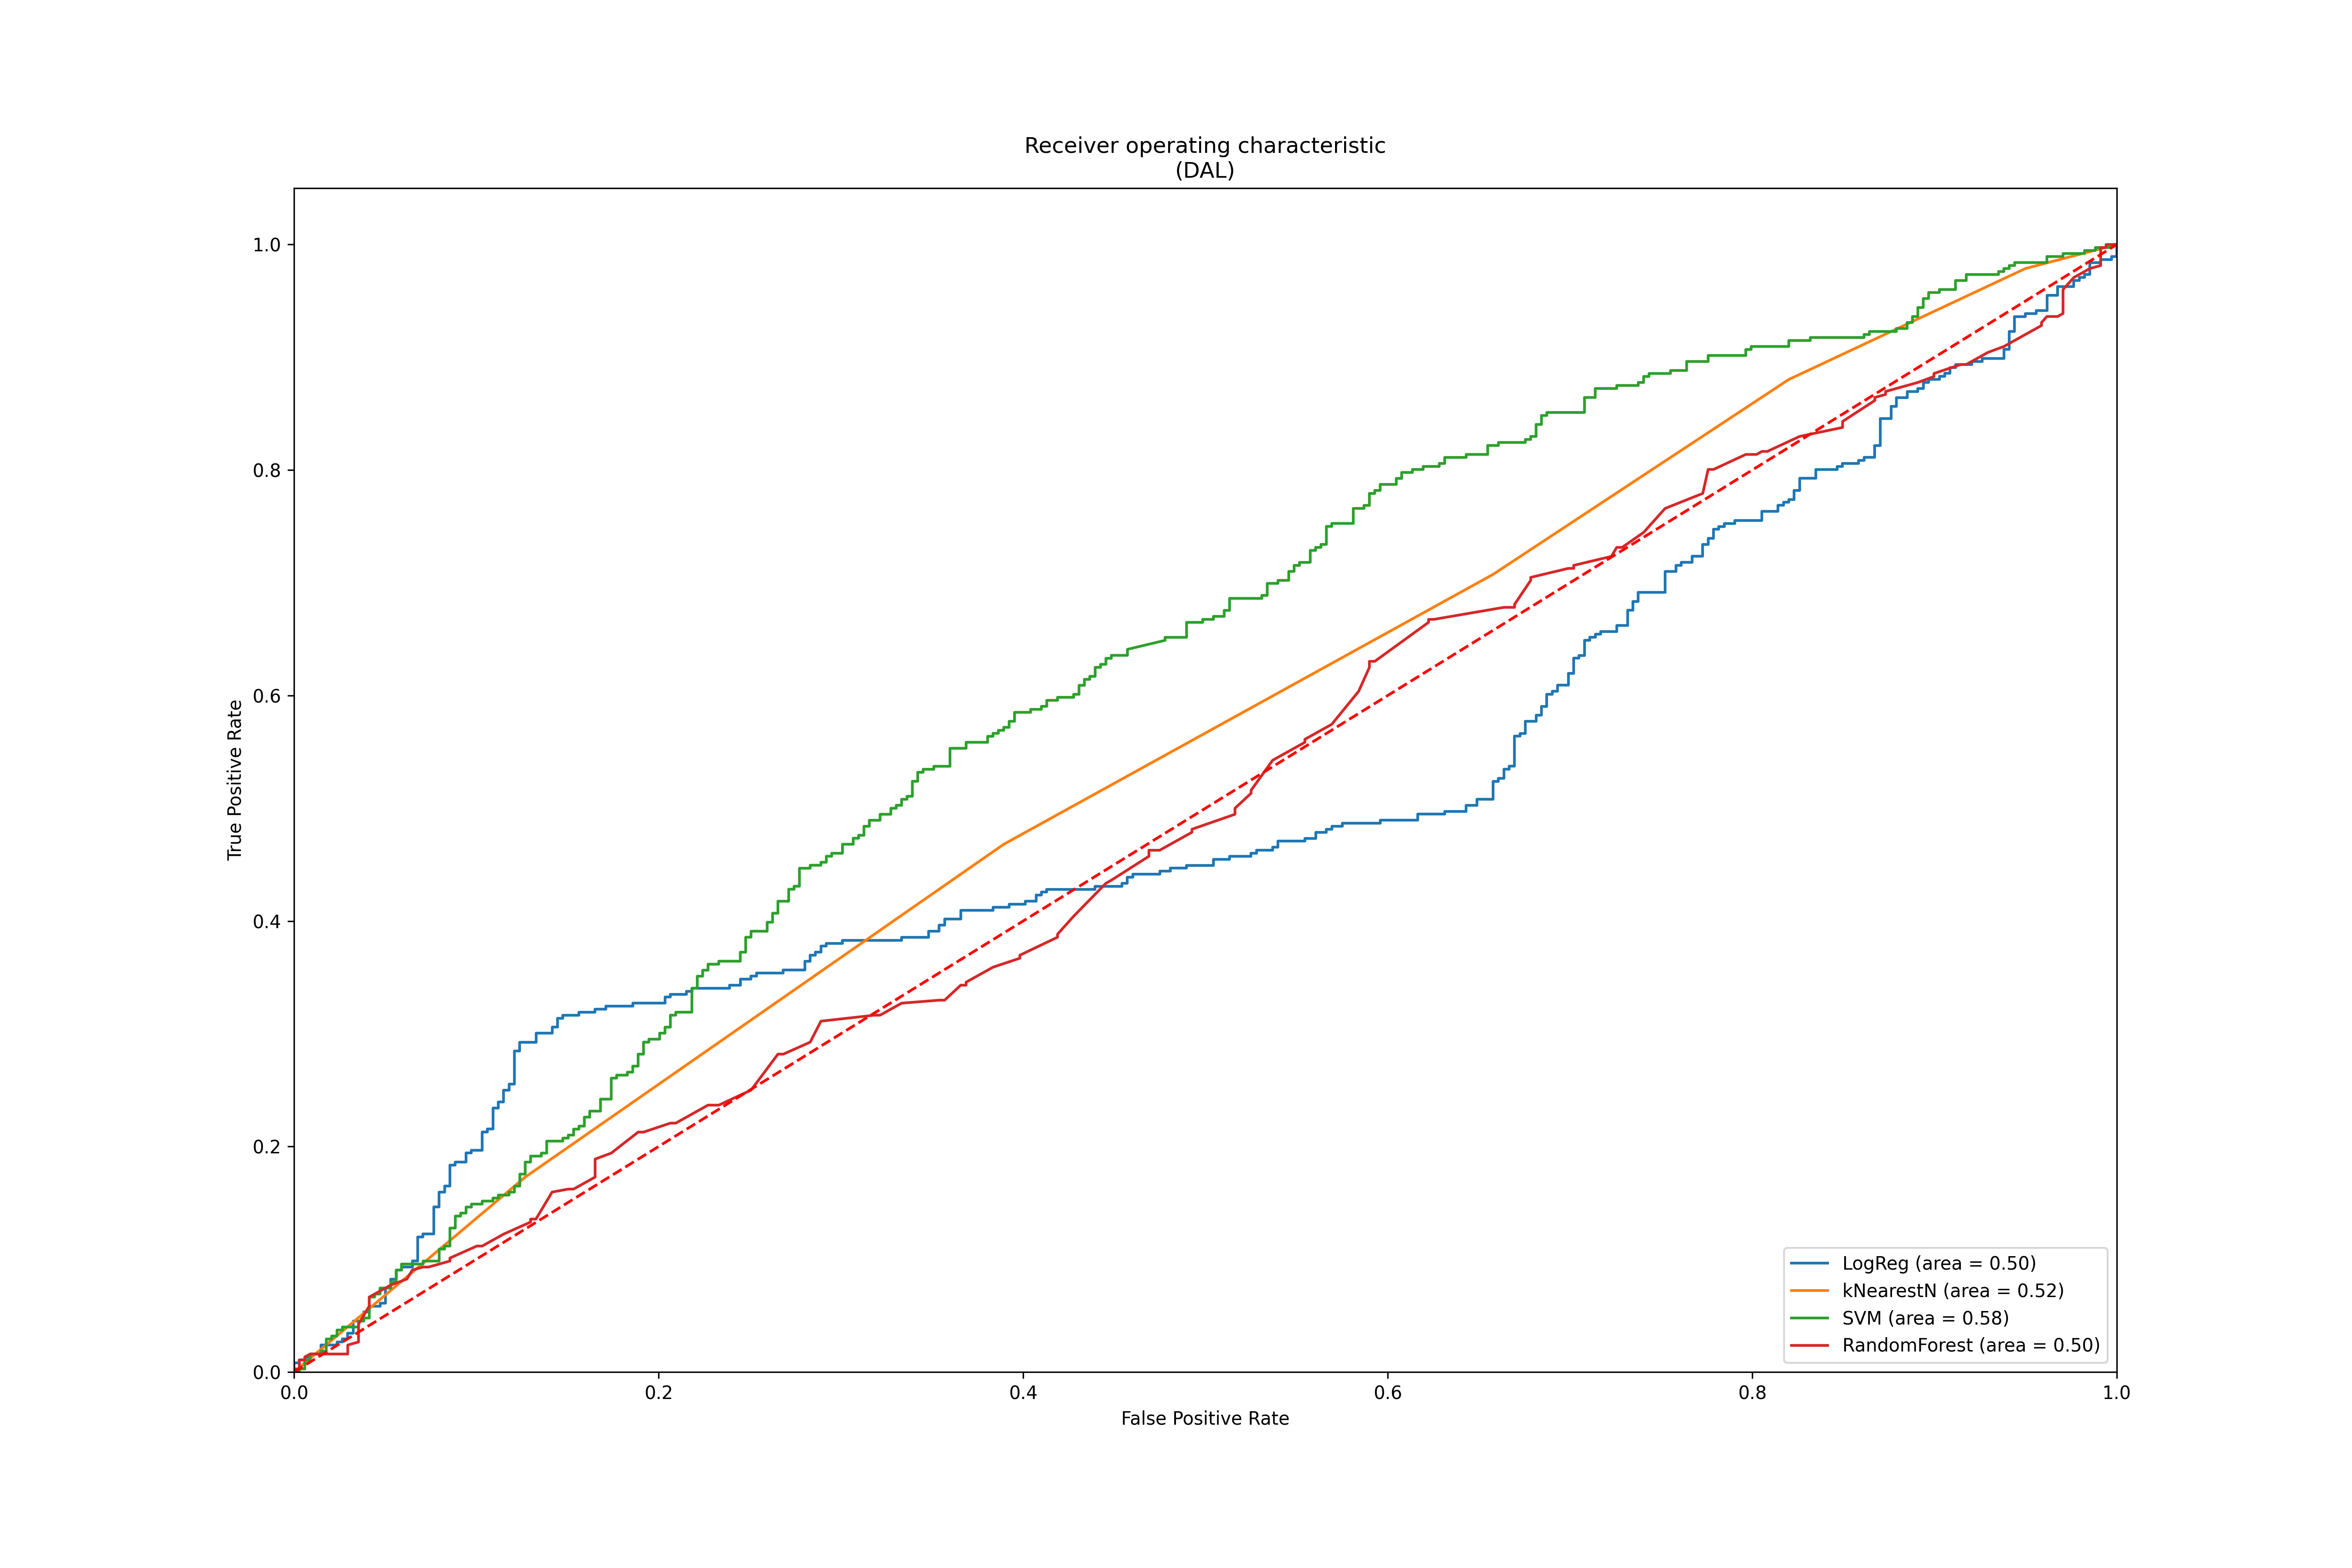 Receiver operating characteristic
(DAL)
True Positive Rate
1.0
0.8
0.6
0.4
0.2
0.0
0.0 0.2 0.4 0.6 0.8 1.0
False Positive Rate
LogReg (area = 0.50)
kNearestN (area = 0.52)
SVM (area = 0.58)
RandomForest (area = 0.50)